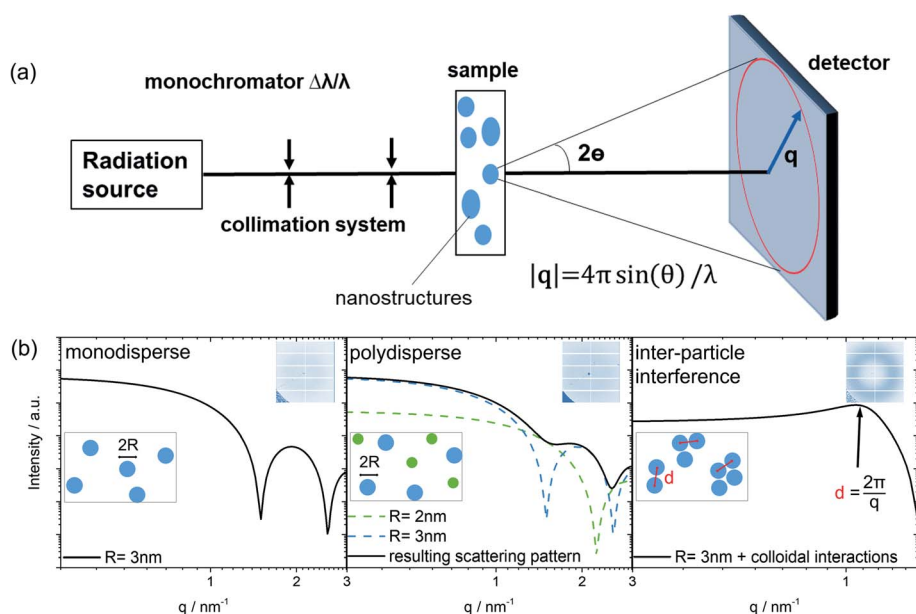 (a)
monochromator Δλ/λ
sample
detector
Radiation
source
2ɵ
q
collimation system
nanostructures
|q|=4π sin(θ) /λ
(b)
monodisperse
polydisperse
inter-particle
interference
Intensity / a.u.
2R
2R
d
d = 2π
q
R= 2nm
R= 3nm
R= 3nm
resulting scattering pattern
R= 3nm + colloidal interactions
1
2
3
1
2
3
1
q / nm⁻¹
q / nm⁻¹
q / nm⁻¹